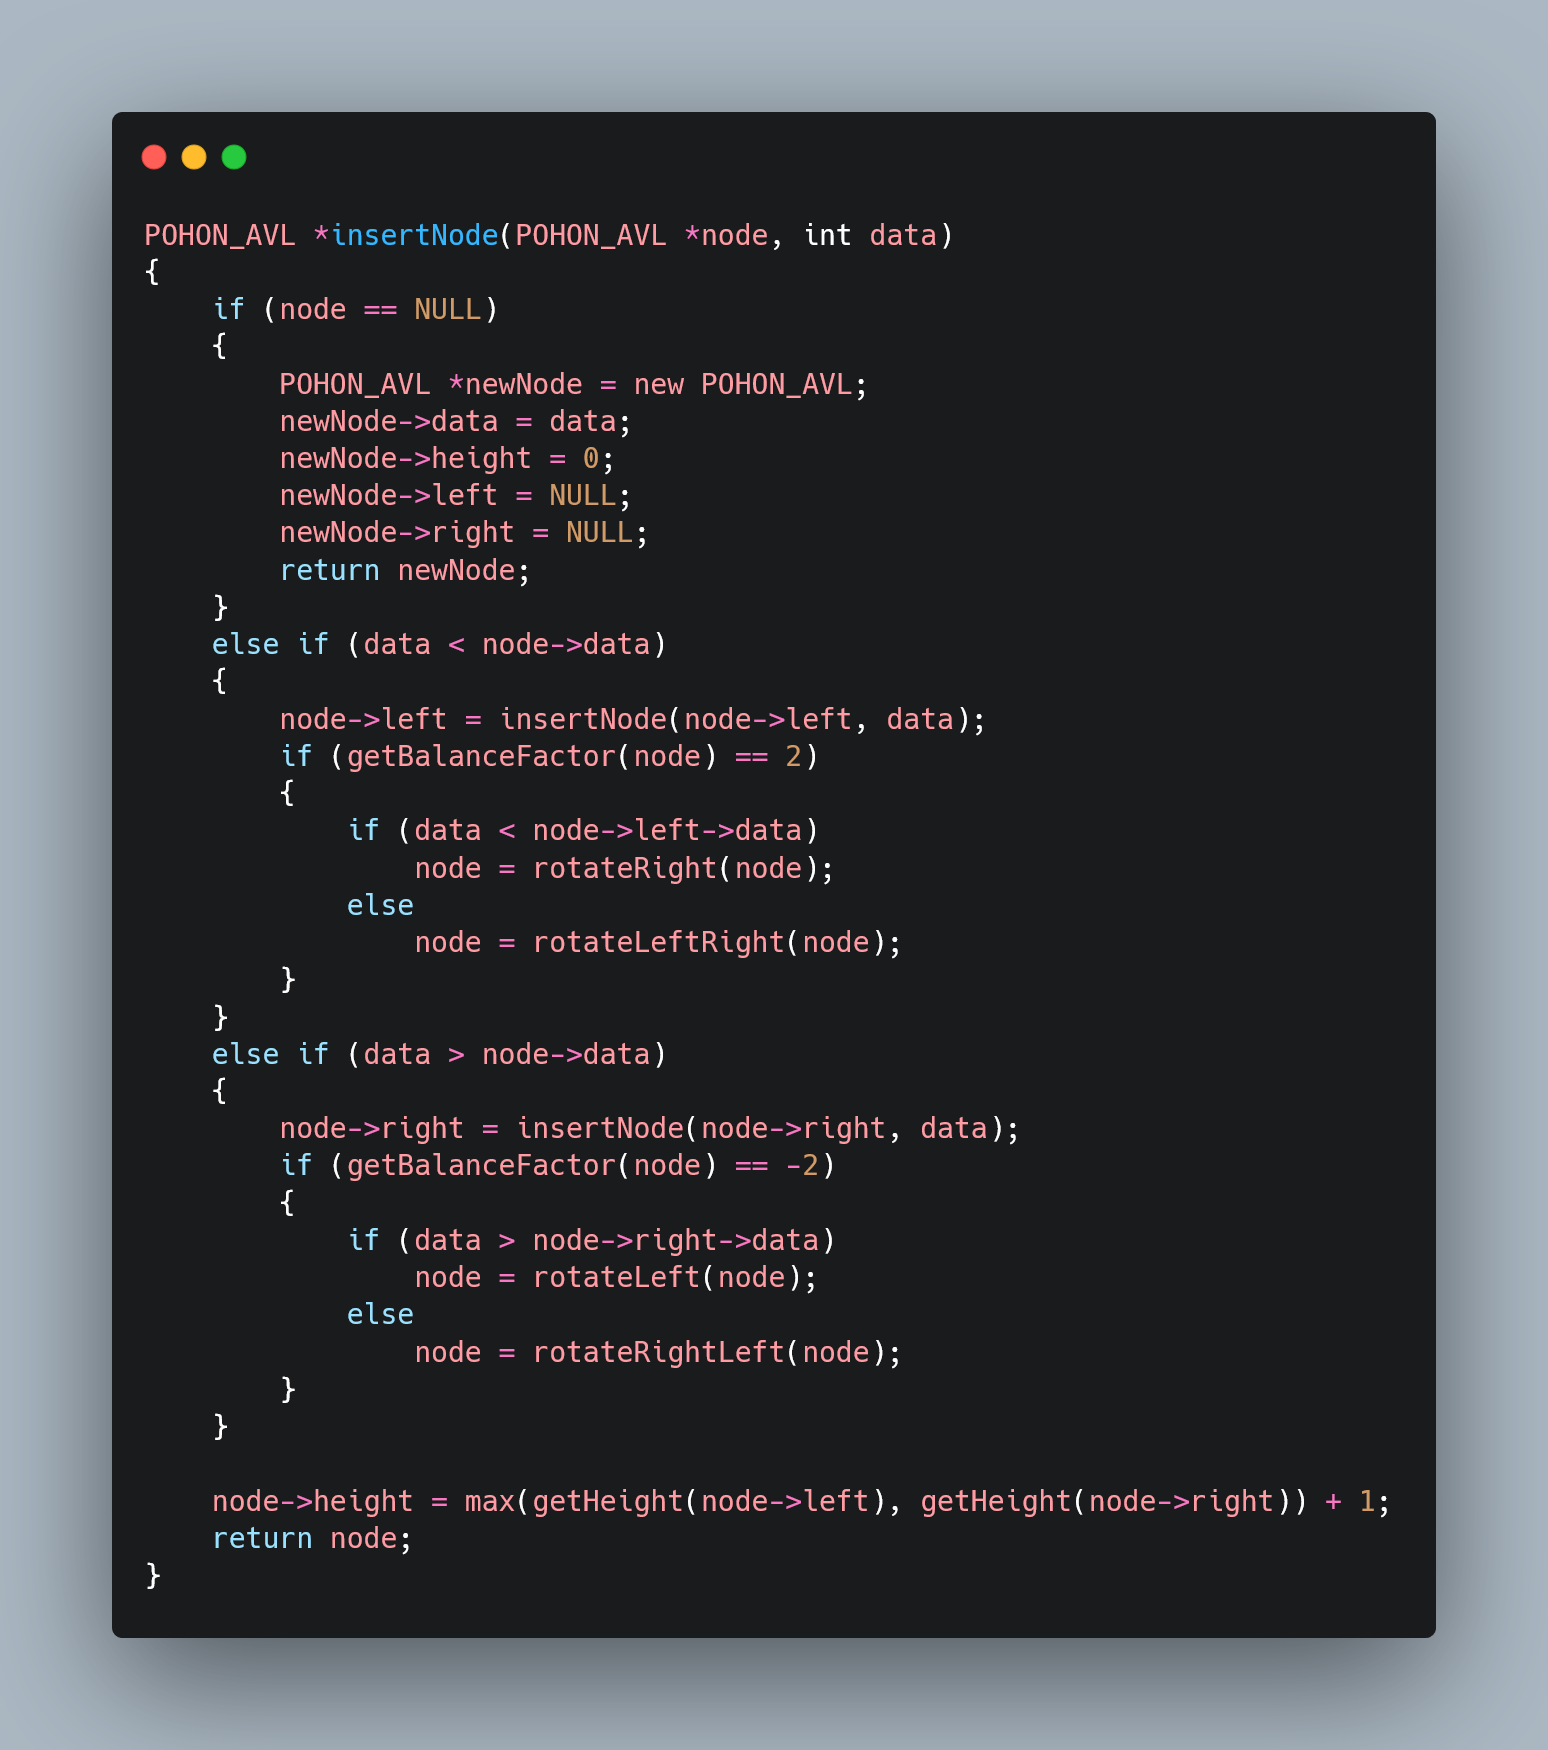 POHON_AVL *insertNode(POHON_AVL *node, int data)
{
    if (node == NULL)
    {
        POHON_AVL *newNode = new POHON_AVL;
        newNode->data = data;
        newNode->height = 0;
        newNode->left = NULL;
        newNode->right = NULL;
        return newNode;
    }
    else if (data < node->data)
    {
        node->left = insertNode(node->left, data);
        if (getBalanceFactor(node) == 2)
        {
            if (data < node->left->data)
                node = rotateRight(node);
            else
                node = rotateLeftRight(node);
        }
    }
    else if (data > node->data)
    {
        node->right = insertNode(node->right, data);
        if (getBalanceFactor(node) == -2)
        {
            if (data > node->right->data)
                node = rotateLeft(node);
            else
                node = rotateRightLeft(node);
        }
    }

    node->height = max(getHeight(node->left), getHeight(node->right)) + 1;
    return node;
}